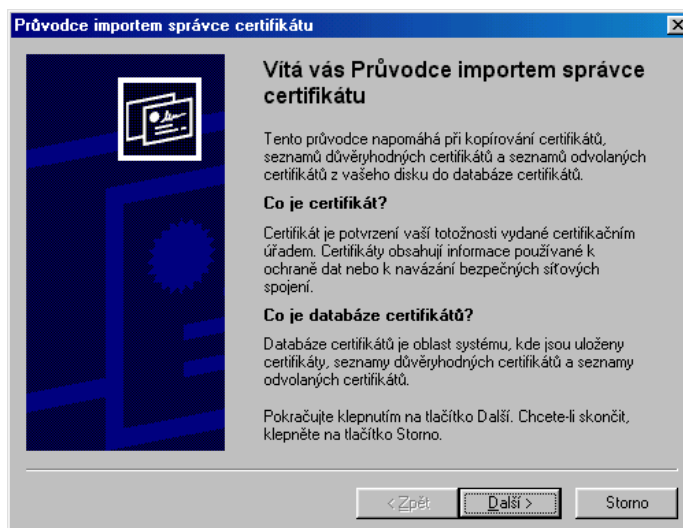 Průvodce importem správce certifikátu
Vítá vás Průvodce importem správce
certifikátu
Tento průvodce napomáhá při kopírování certifikátů,
seznamů důvěryhodných certifikátů a seznamů odvolaných
certifikátů z vašeho disku do databáze certifikátů.
Co je certifikát?
Certifikát je potvrzení vaší totožnosti vydané certifikačním
úřadem. Certifikáty obsahují informace používané k
ochraně dat nebo k navázání bezpečných síťových
spojení.
Co je databáze certifikátů?
Databáze certifikátů je oblast systému, kde jsou uloženy
certifikáty, seznamy důvěryhodných certifikátů a seznamy
odvolaných certifikátů.
Pokračujte klepnutím na tlačítko Další. Chcete-li skončit,
klepněte na tlačítko Storno.
< Zpět
Další >
Storno